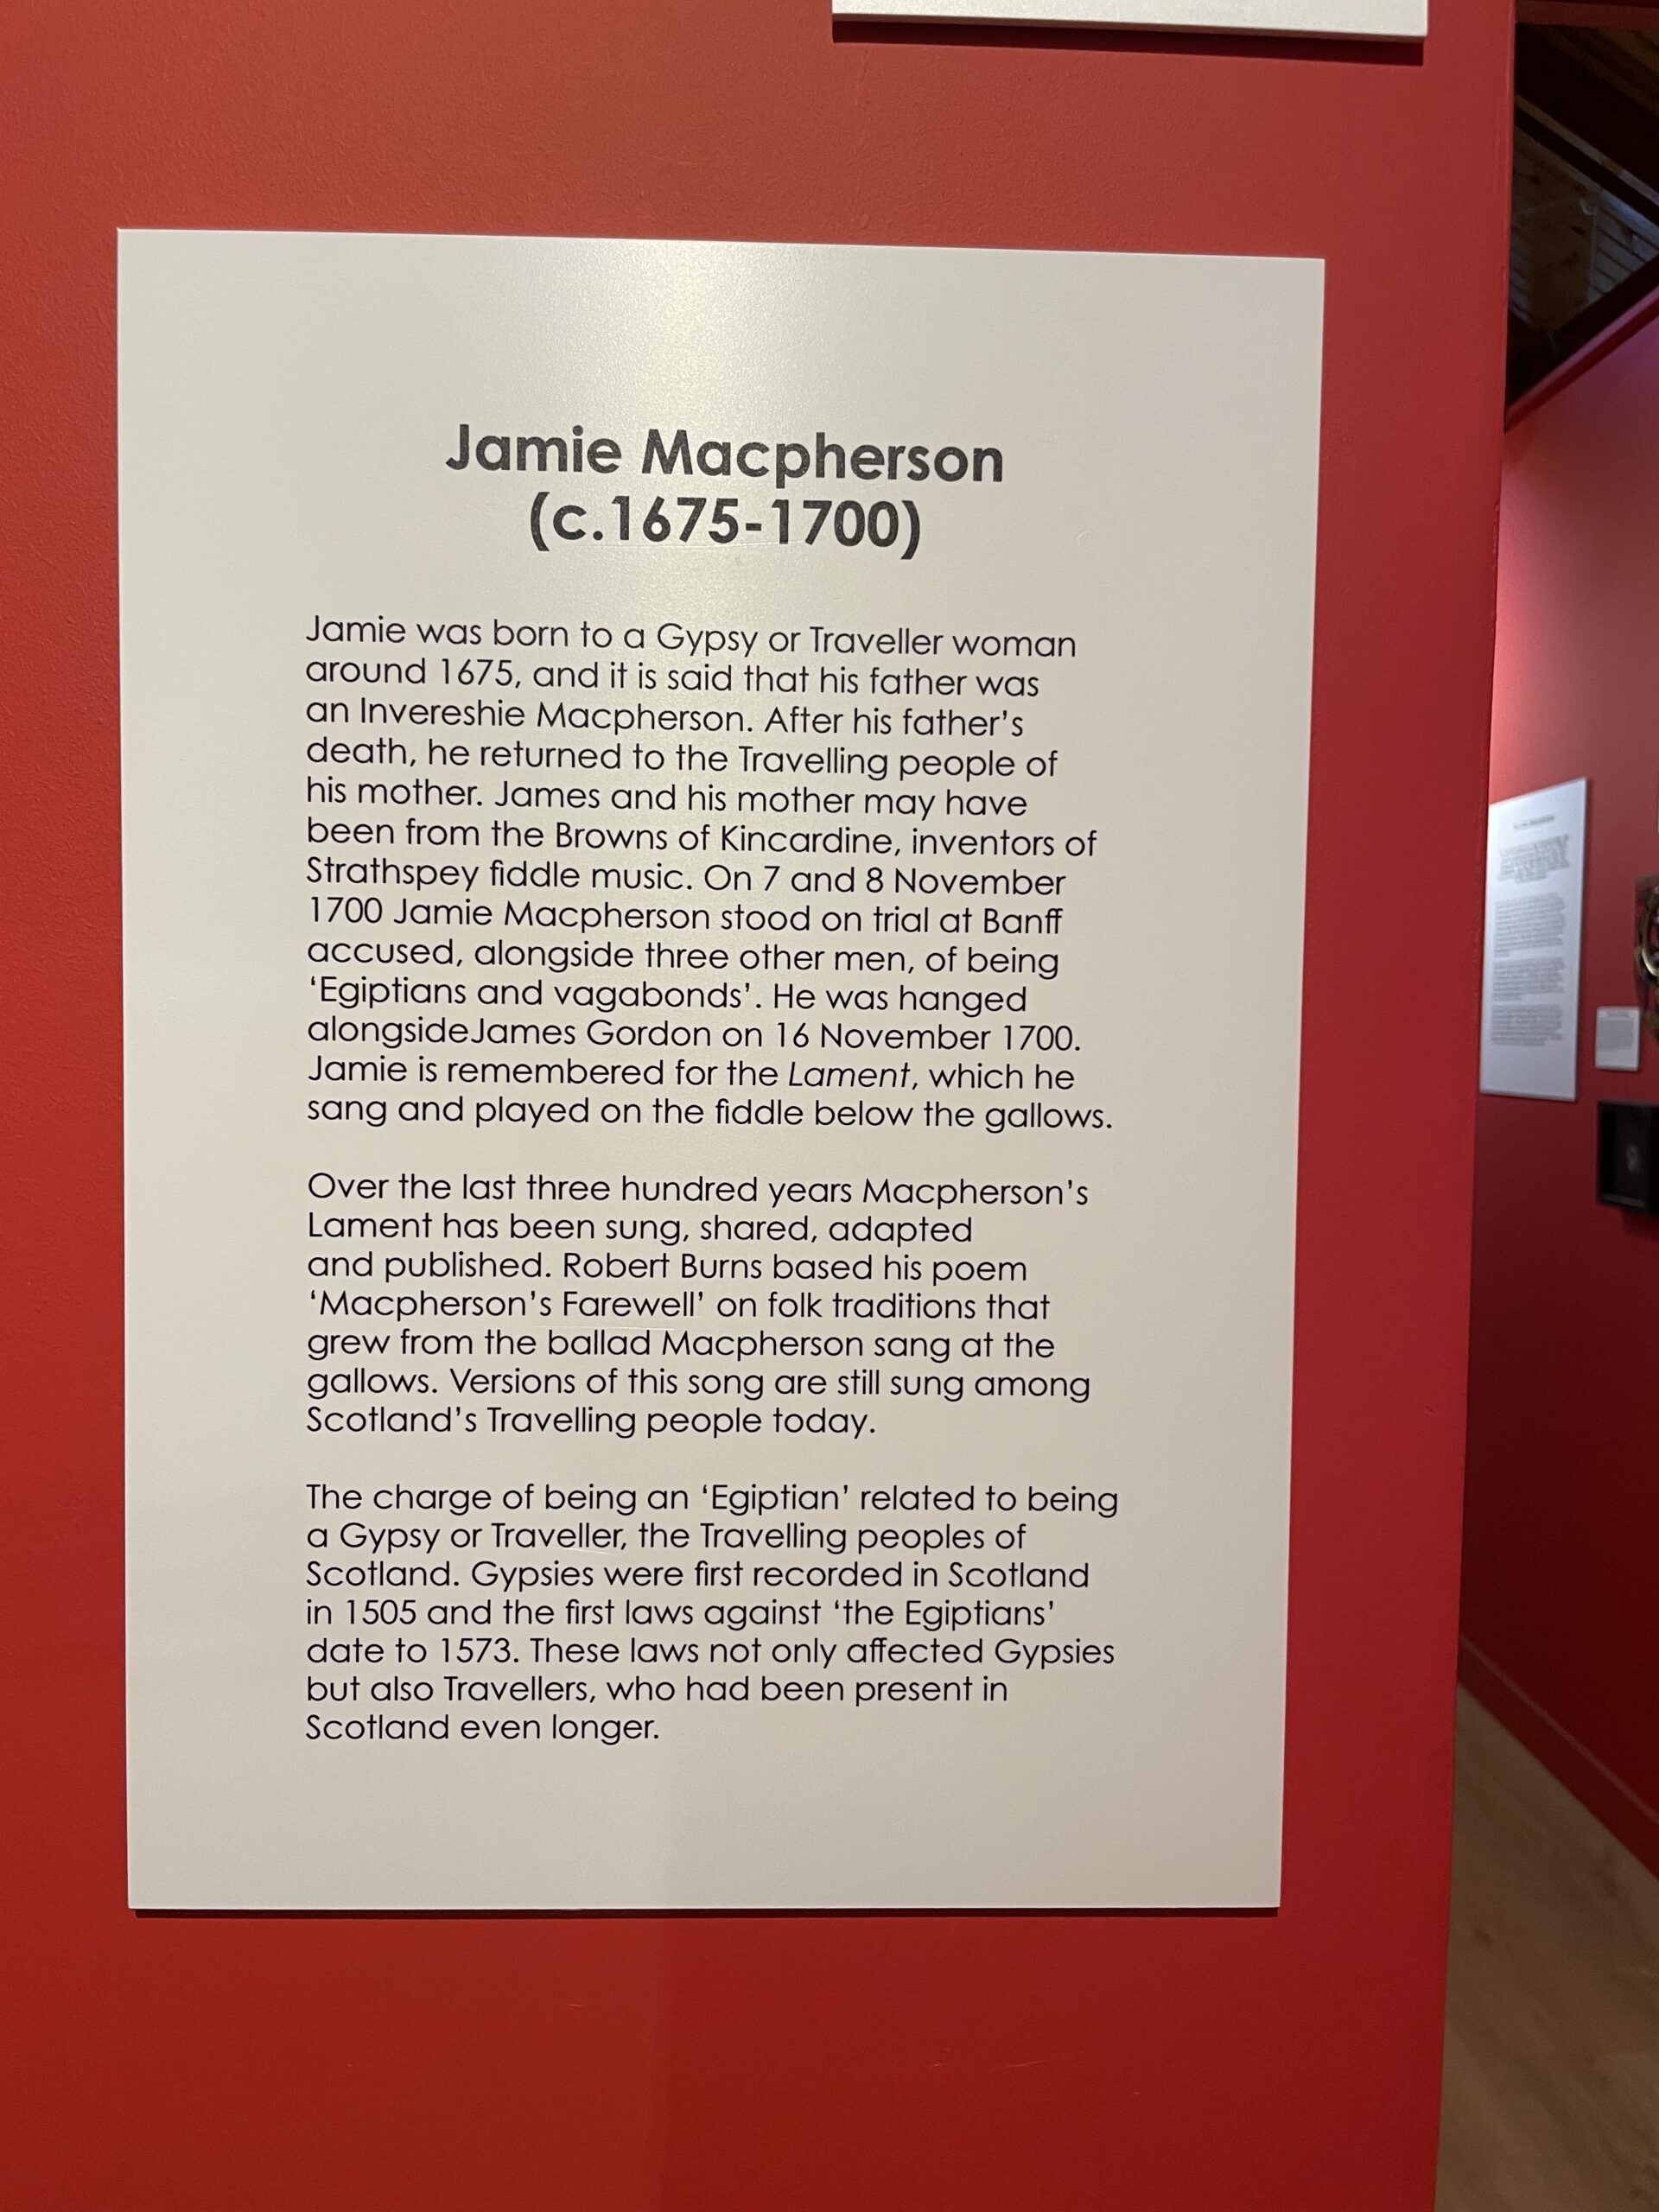 Jamie Macpherson
(c.1675-1700)
Jamie was born to a Gypsy or Traveller woman
around 1675, and it is said that his father was
an Invereshie Macpherson. After his father's
death, he returned to the Travelling people of
his mother. James and his mother may have
been from the Browns of Kincardine, inventors of
Strathspey fiddle music. On 7 and 8 November
1700 Jamie Macpherson stood on trial at Banff
accused, alongside three other men, of being
‘Egiptians and vagabonds’. He was hanged
alongsideJames Gordon on 16 November 1700.
Jamie is remembered for the Lament, which he
sang and played on the fiddle below the gallows.
Over the last three hundred years Macpherson's
Lament has been sung, shared, adapted
and published. Robert Burns based his poem
‘Macpherson's Farewell’ on folk traditions that
grew from the ballad Macpherson sang at the
gallows. Versions of this song are still sung among
Scotland's Travelling people today.
The charge of being an ‘Egiptian’ related to being
a Gypsy or Traveller, the Travelling peoples of
Scotland. Gypsies were first recorded in Scotland
in 1505 and the first laws against ‘the Egiptians’
date to 1573. These laws not only affected Gypsies
but also Travellers, who had been present in
Scotland even longer.